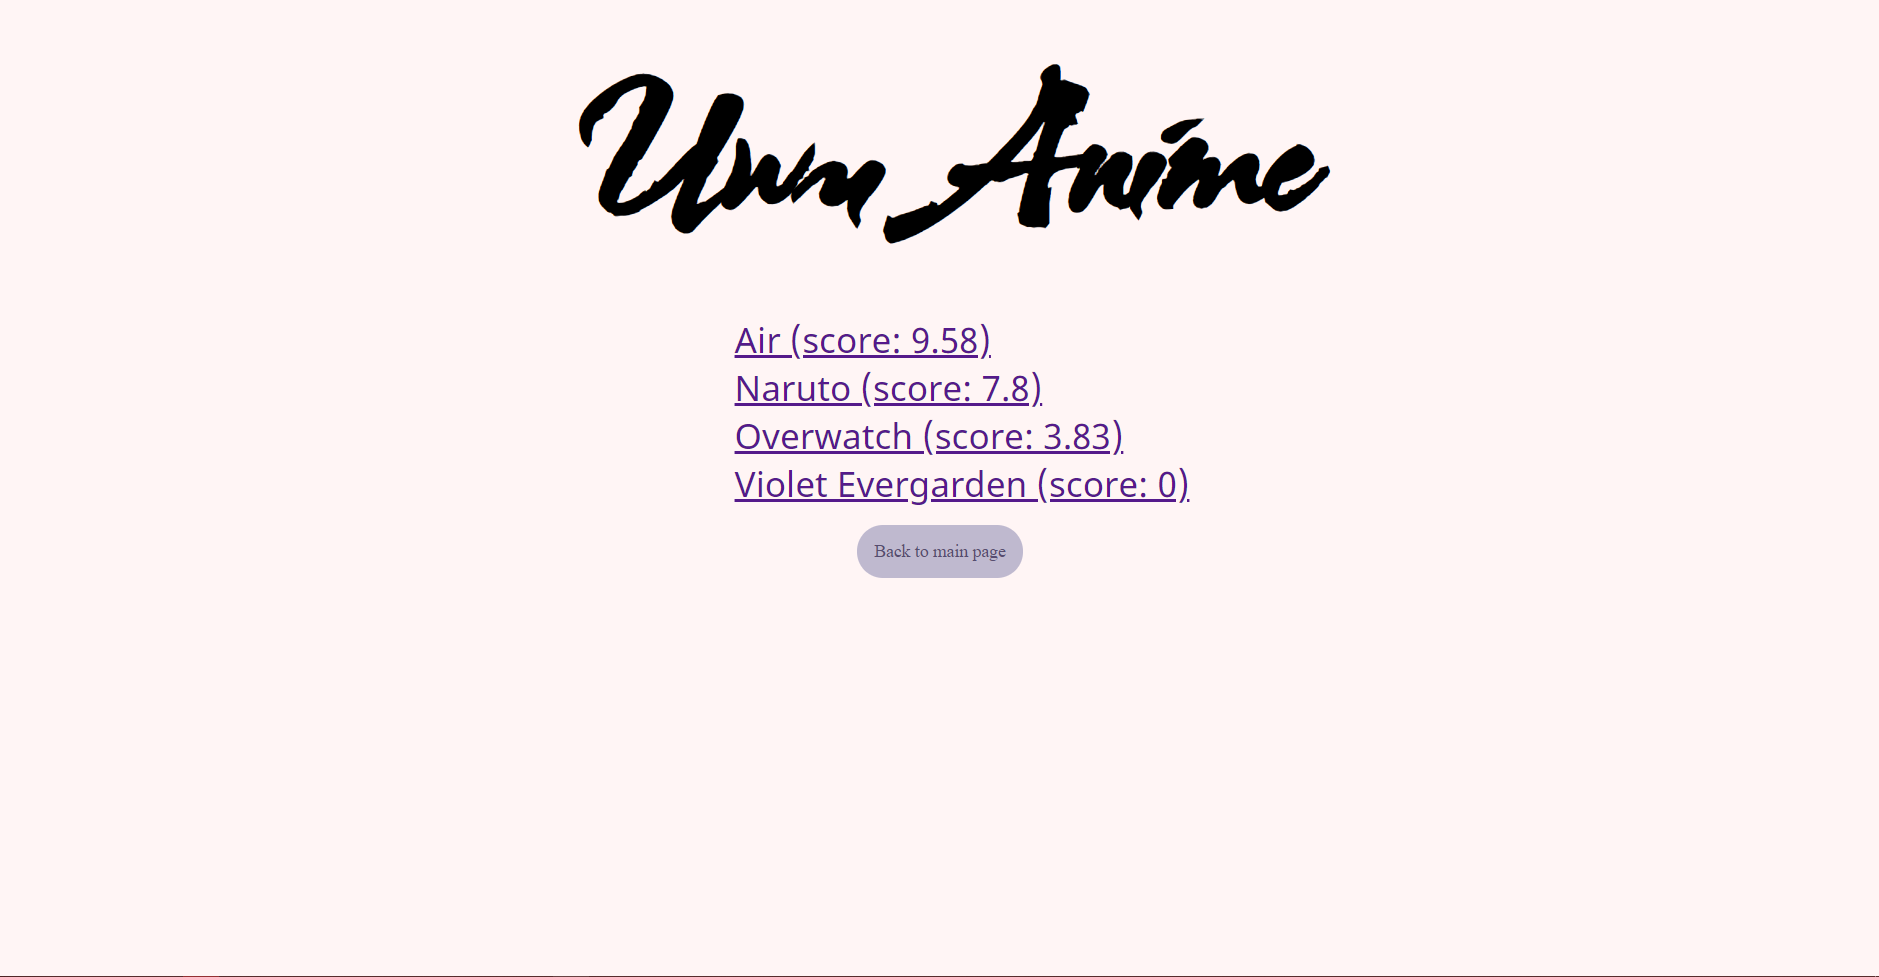 Uwu Anime
Air (score: 9.58)
Naruto (score: 7.8)
Overwatch (score: 3.83)
Violet Evergarden (score: 0)
Back to main page